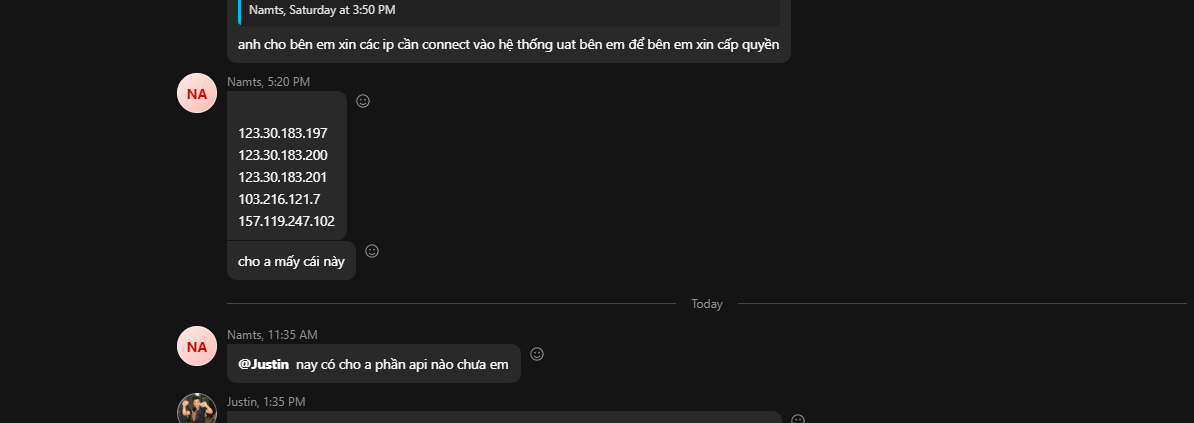 Namts, Saturday at 3:50 PM
anh cho bên em xin các ip cần connect vào hệ thống uat bên em để bên em xin cấp quyền
NA
Namts, 5:20 PM
123.30.183.197
123.30.183.200
123.30.183.201
103.216.121.7
157.119.247.102
cho a mấy cái này
Today
NA
Namts, 11:35 AM
@Justin nay có cho a phần api nào chưa em
Justin, 1:35 PM